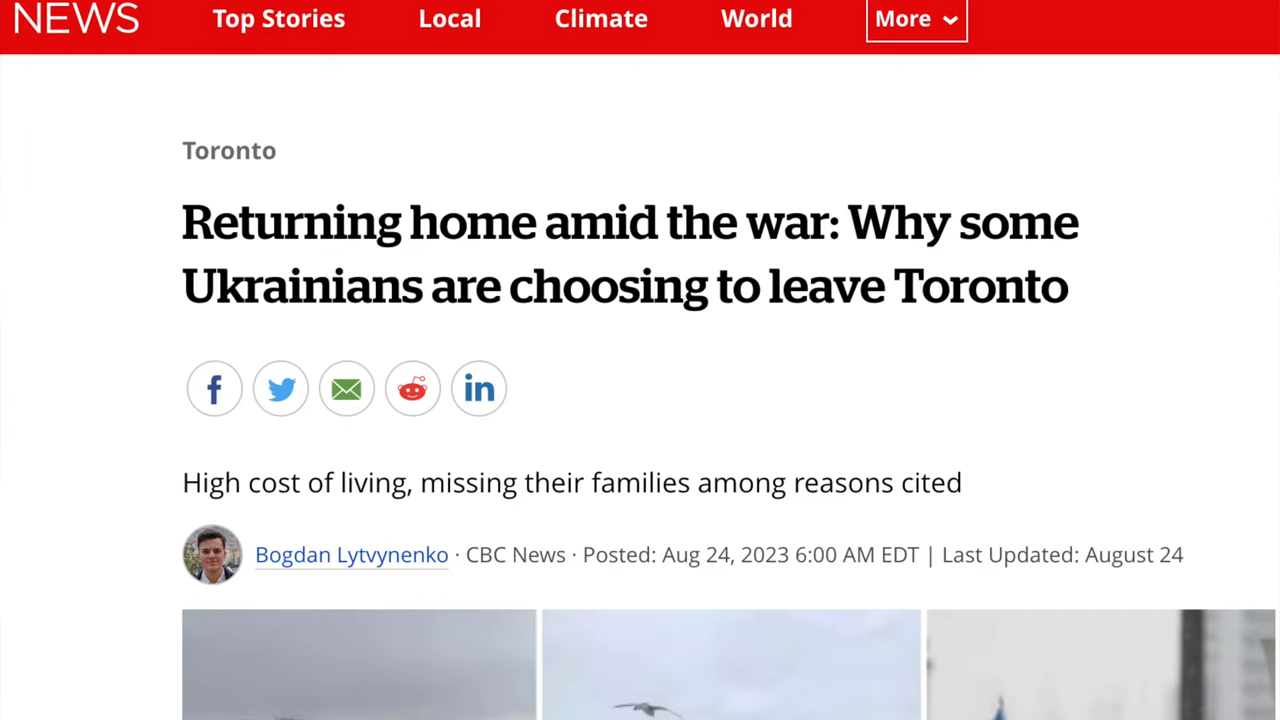 NEWS Top Stories Local Climate World More
Toronto
Returning home amid the war: Why some
Ukrainians are choosing to leave Toronto
f in
High cost of living, missing their families among reasons cited
Bogdan Lytvynenko · CBC News · Posted: Aug 24, 2023 6:00 AM EDT | Last Updated: August 24